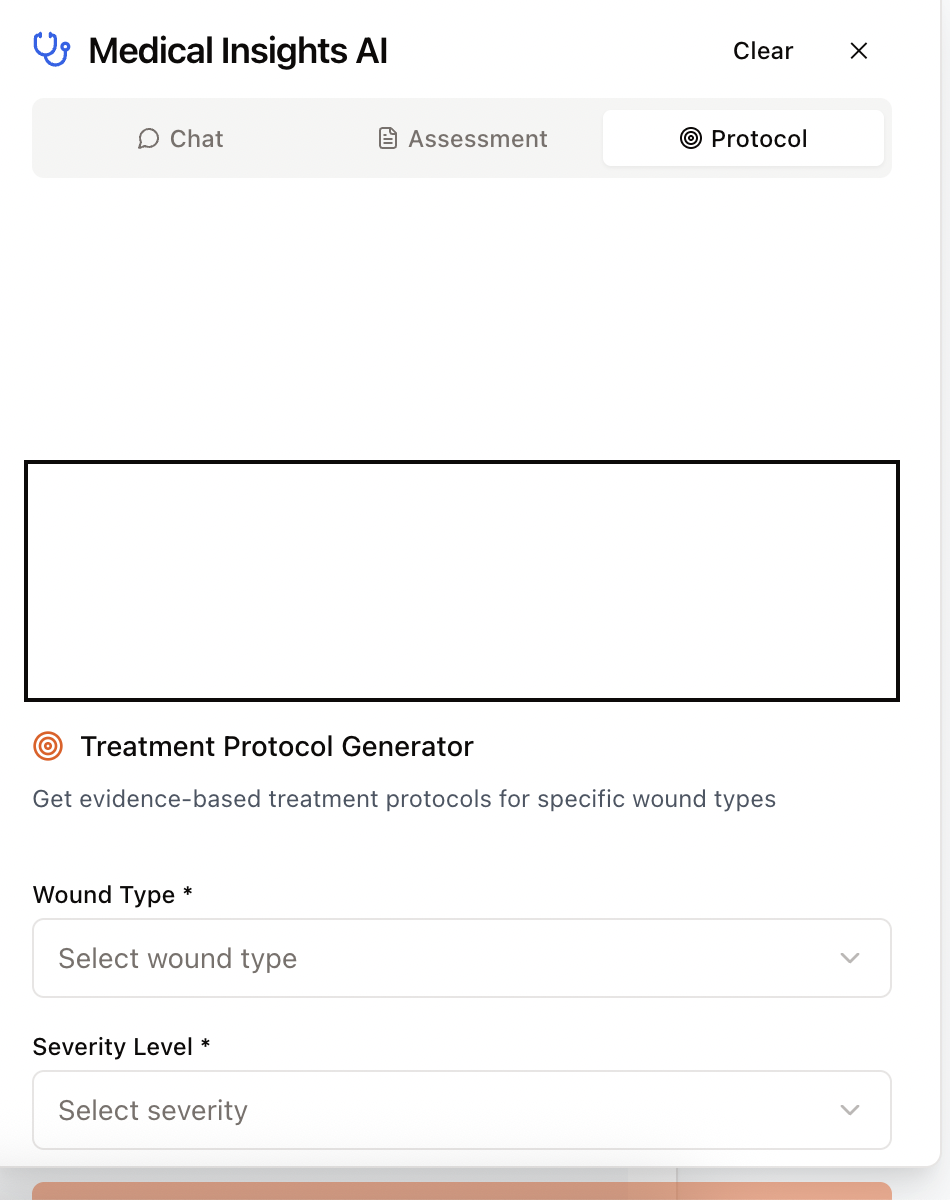 Medical Insights AI
Clear
Chat
Assessment
Protocol
Treatment Protocol Generator
Get evidence-based treatment protocols for specific wound types
Wound Type *
Select wound type
Severity Level *
Select severity